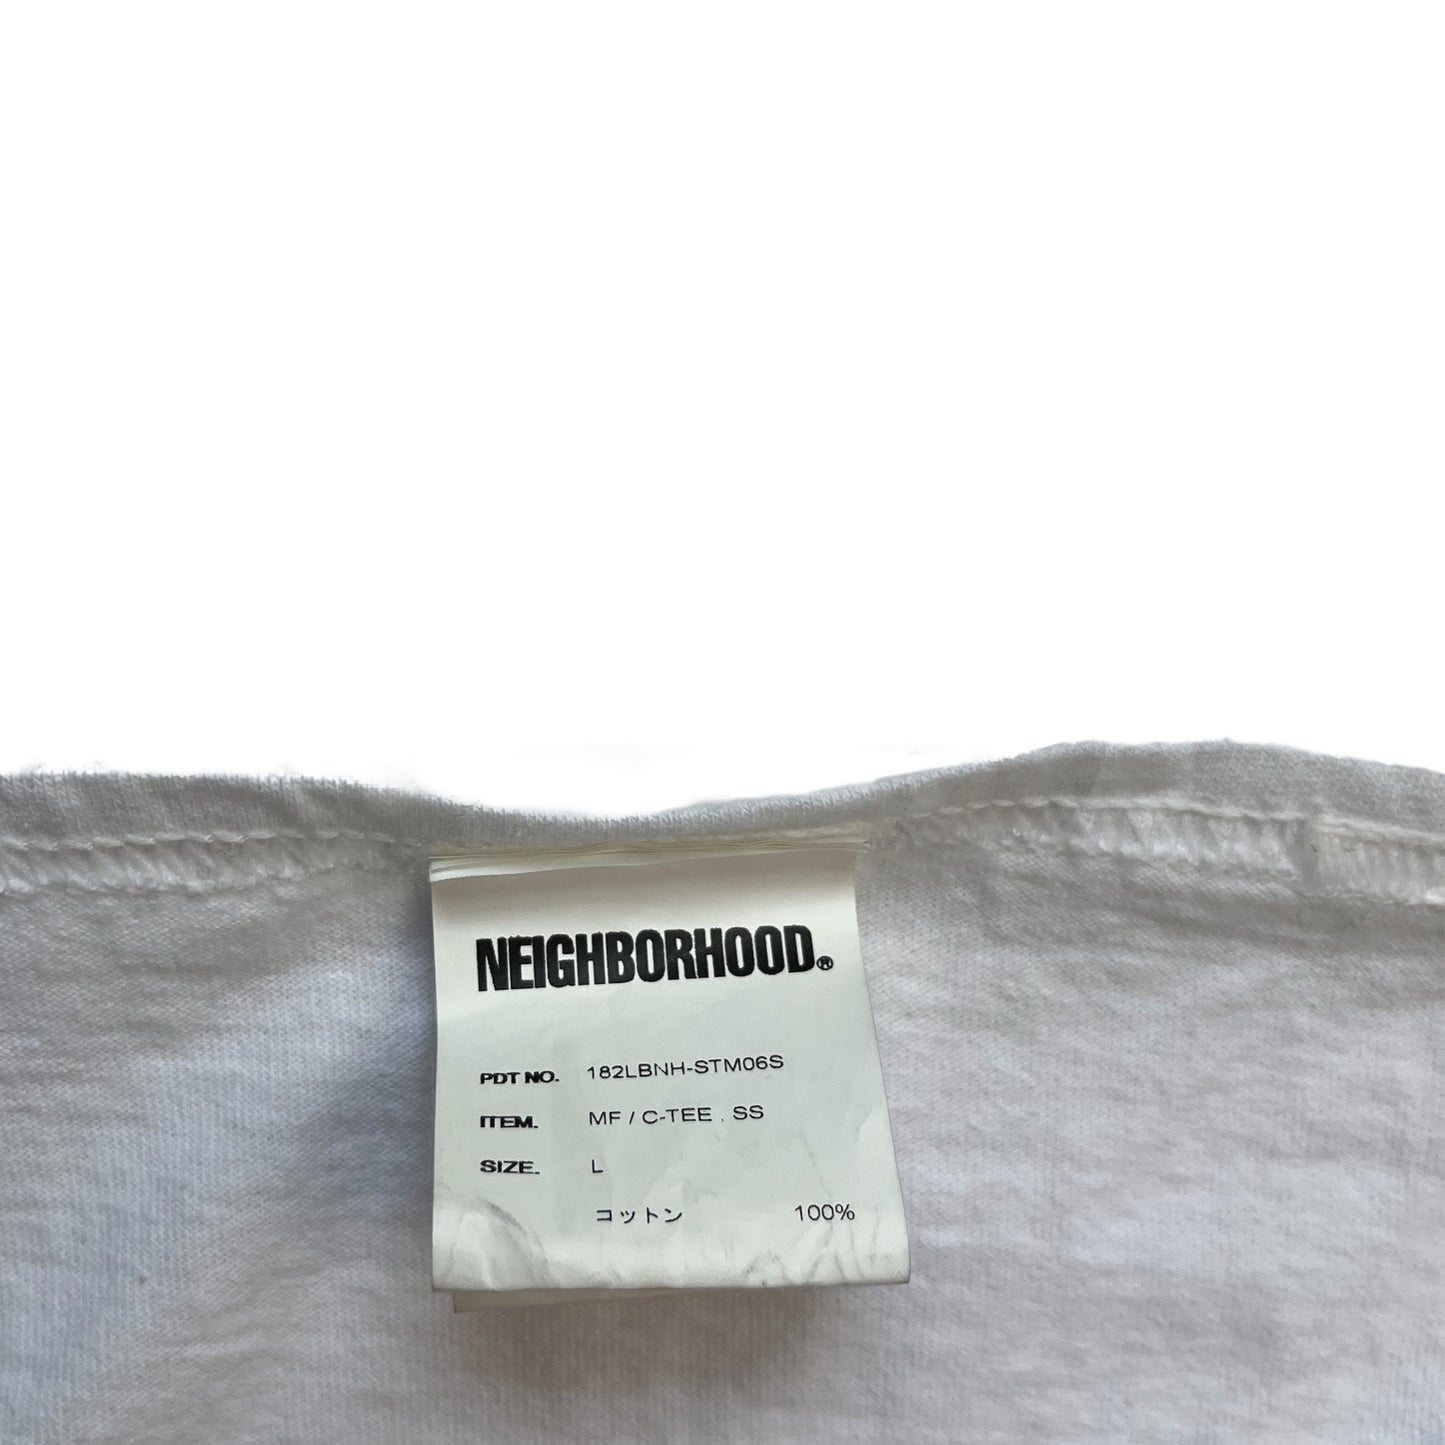 NEIGHBORHOOD®
PDT NO. 182LBNH-STM06S
ITEM. MF / C-TEE . SS
SIZE. L
コットン 100%